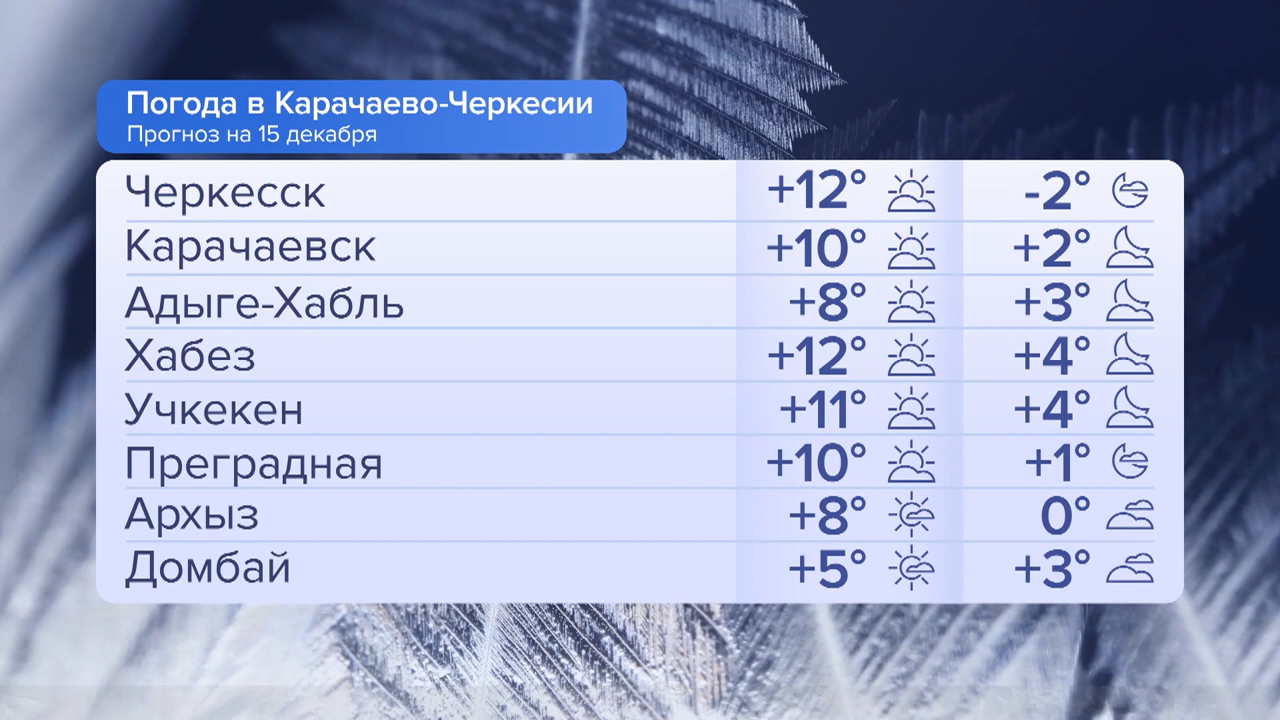 Погода в Карачаево-Черкесии
Прогноз на 15 декабря
Черкесск +12° -2°
Карачаевск +10° +2°
Адыге-Хабль +8° +3°
Хабез +12° +4°
Учкекен +11° +4°
Преградная +10° +1°
Архыз +8° 0°
Домбай +5° +3°